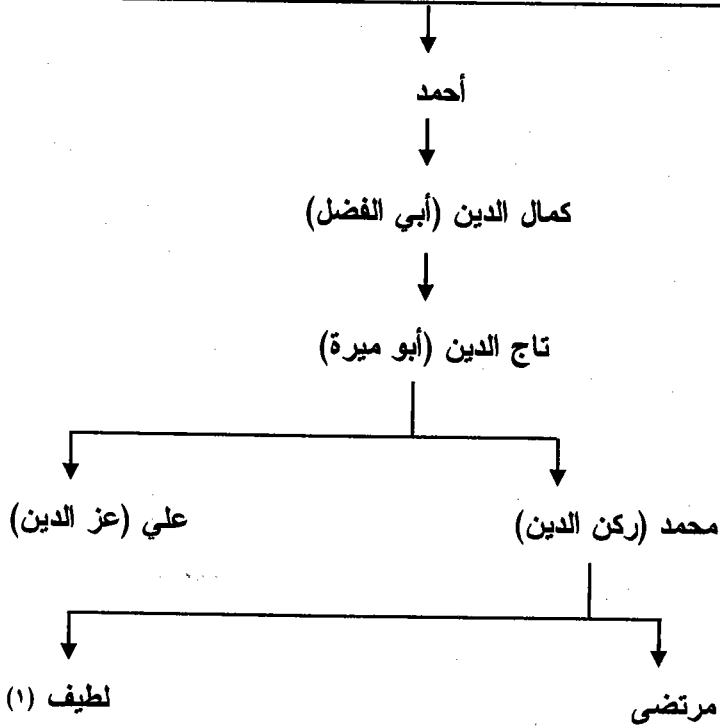 أحمد
كمال الدين (أبي الفضل)
تاج الدين (أبو ميرة)
محمد (ركن الدين) علي (عز الدين)
مرتضى لطيف (١)